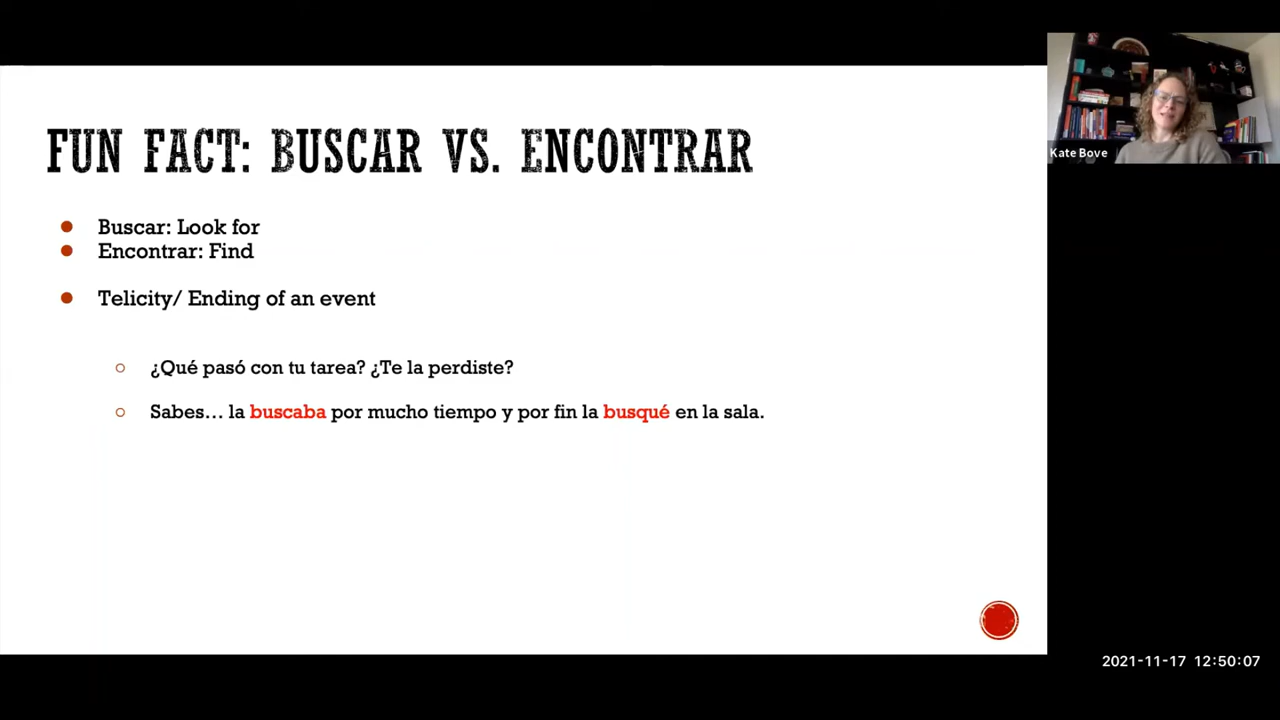 FUN FACT: BUSCAR VS. ENCONTRAR
Buscar: Look for
Encontrar: Find
Telicity/ Ending of an event
¿Qué pasó con tu tarea? ¿Te la perdiste?
Sabes… la buscaba por mucho tiempo y por fin la busqué en la sala.
Kate Bove
2021-11-17 12:50:07